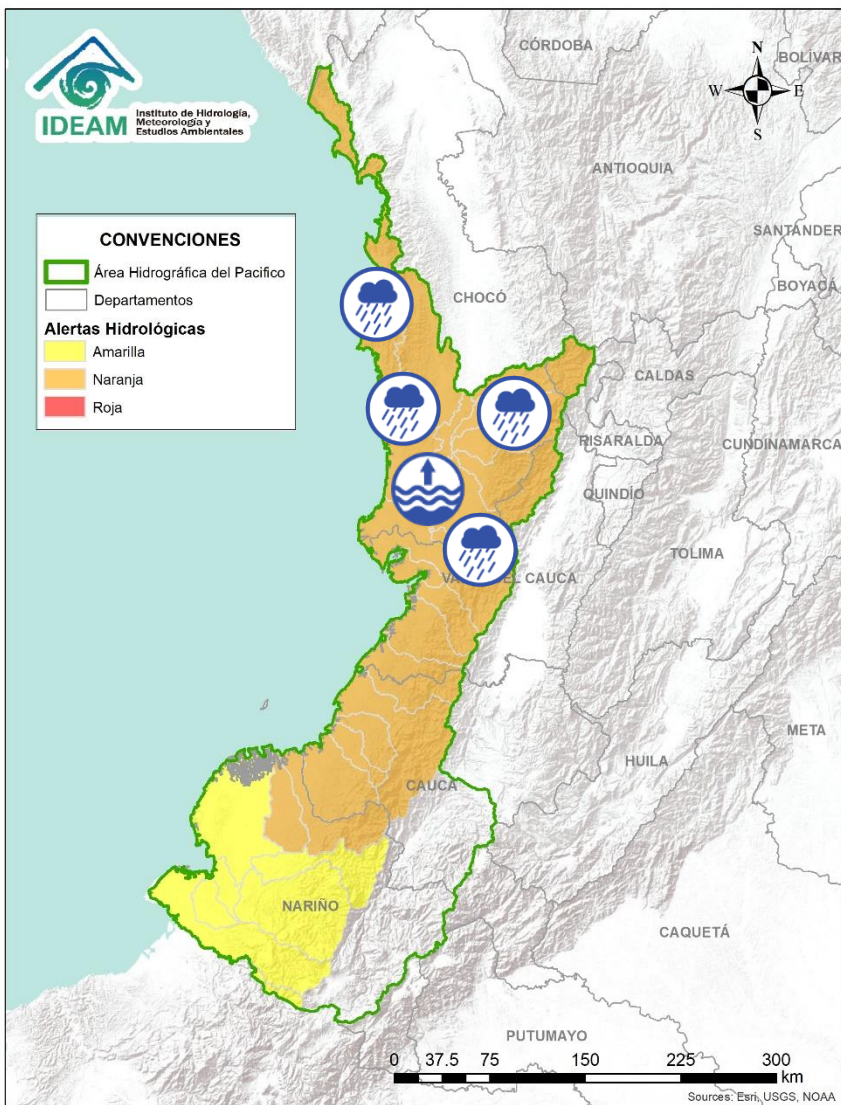 IDEAM
Instituto de Hidrología,
Meteorología y
Estudios Ambientales
CONVENCIONES
Área Hidrográfica del Pacifico
Departamentos
Alertas Hidrológicas
Amarilla
Naranja
Roja
N
W
E
S
CÓRDOBA
BOLÍVAR
ANTIOQUIA
SANTANDER
BOYACÁ
CHOCÓ
CALDAS
RISARALDA
CUNDINAMARCA
QUINDÍO
TOLIMA
CAUCA
META
HUILA
CAUCA
NARIÑO
CAQUETÁ
PUTUMAYO
0 37.5 75 150 225 300
km
Sources: Esri, USGS, NOAA